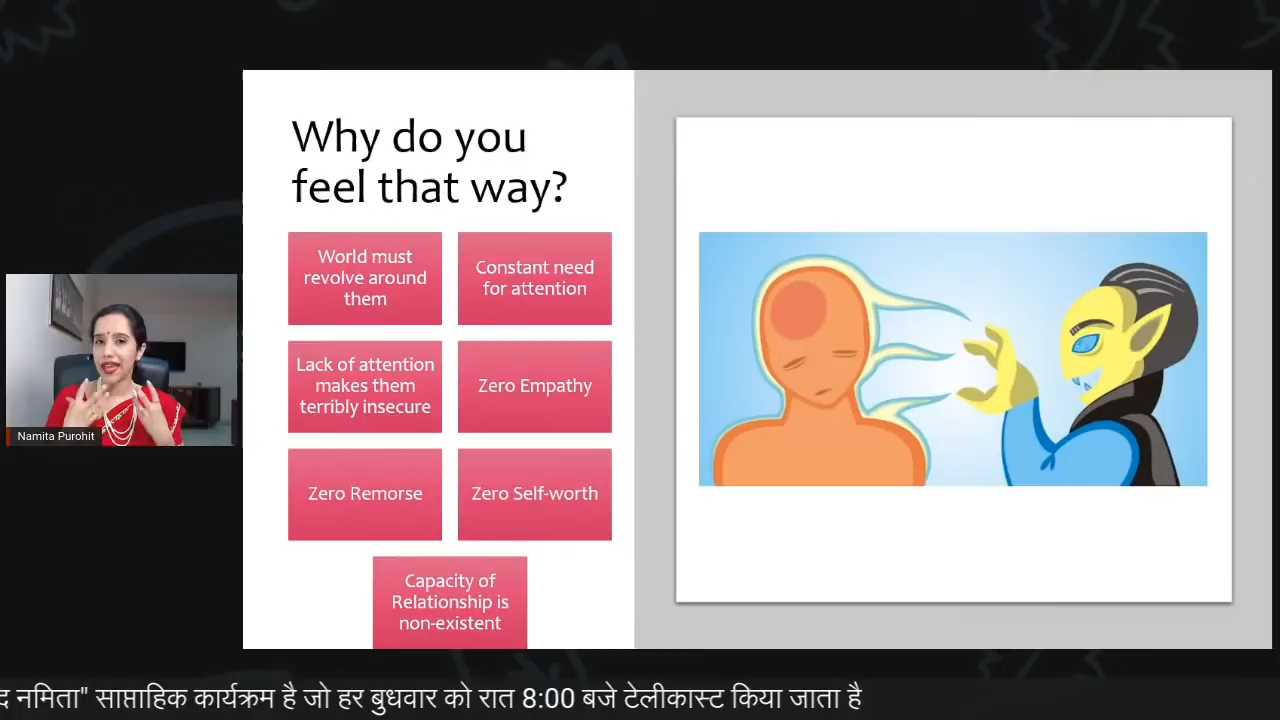 Why do you
feel that way?
World must
revolve around
them
Constant need
for attention
Lack of attention
makes them
terribly insecure
Zero Empathy
Zero Remorse
Zero Self-worth
Capacity of
Relationship is
non-existent
Namita Purohit
नमिता" साप्ताहिक कार्यक्रम है जो हर बुधवार को रात 8:00 बजे टेलीकास्ट किया जाता है